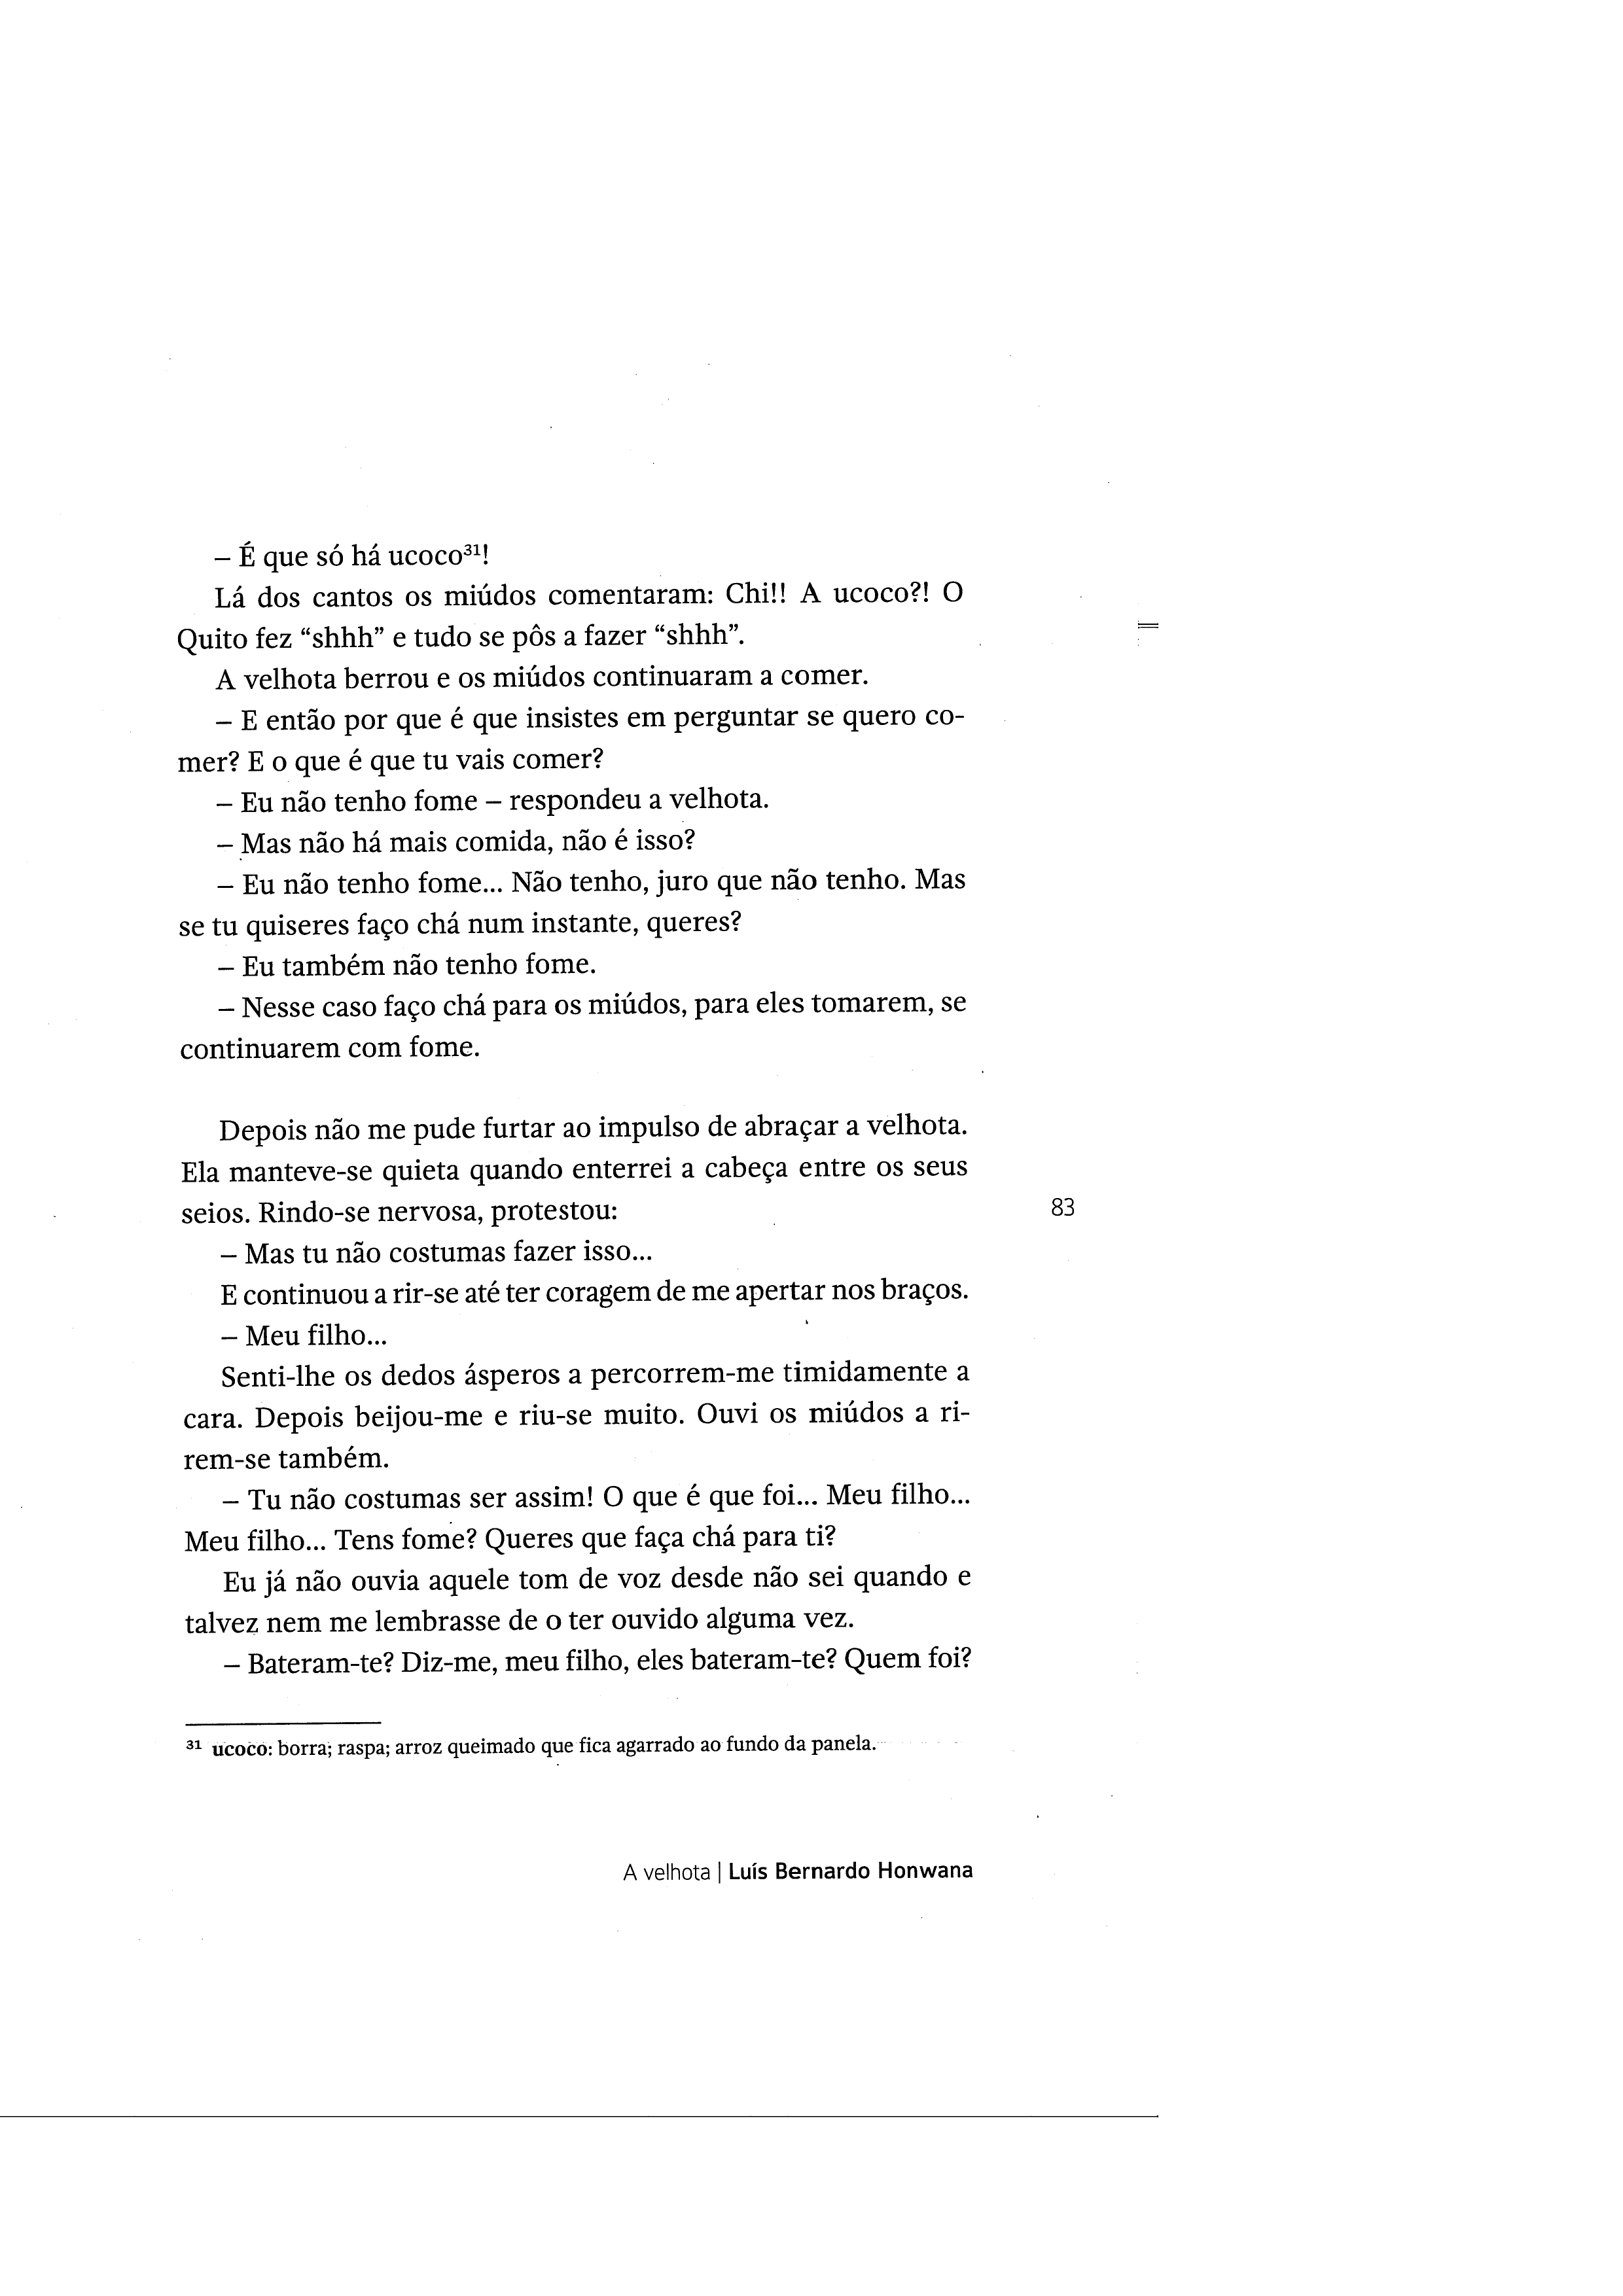 – É que só há ucoco³¹!
Lá dos cantos os miúdos comentaram: Chi!! A ucoco?! O
Quito fez “shhh” e tudo se pôs a fazer “shhh”.
A velhota berrou e os miúdos continuaram a comer.
– E então por que é que insistes em perguntar se quero co-
mer? E o que é que tu vais comer?
– Eu não tenho fome – respondeu a velhota.
– Mas não há mais comida, não é isso?
– Eu não tenho fome... Não tenho, juro que não tenho. Mas
se tu quiseres faço chá num instante, queres?
– Eu também não tenho fome.
– Nesse caso faço chá para os miúdos, para eles tomarem, se
continuarem com fome.
Depois não me pude furtar ao impulso de abraçar a velhota.
Ela manteve-se quieta quando enterrei a cabeça entre os seus
seios. Rindo-se nervosa, protestou:
83
– Mas tu não costumas fazer isso...
E continuou a rir-se até ter coragem de me apertar nos braços.
– Meu filho...
Senti-lhe os dedos ásperos a percorrem-me timidamente a
cara. Depois beijou-me e riu-se muito. Ouvi os miúdos a ri-
rem-se também.
– Tu não costumas ser assim! O que é que foi... Meu filho...
Meu filho... Tens fome? Queres que faça chá para ti?
Eu já não ouvia aquele tom de voz desde não sei quando e
talvez nem me lembrasse de o ter ouvido alguma vez.
– Bateram-te? Diz-me, meu filho, eles bateram-te? Quem foi?
³¹ ucoco: borra; raspa; arroz queimado que fica agarrado ao fundo da panela.
A velhota | Luís Bernardo Honwana